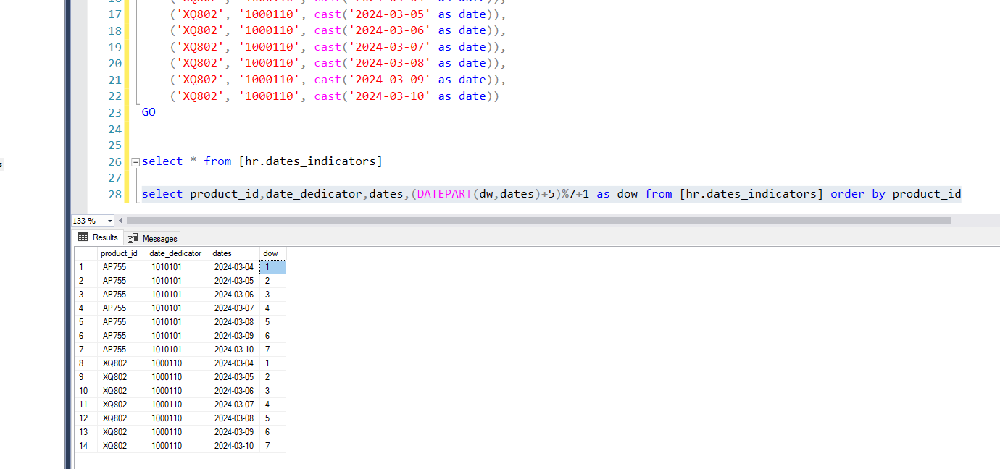 17 ('XQ802', '1000110', cast('2024-03-05' as date)),
18 ('XQ802', '1000110', cast('2024-03-06' as date)),
19 ('XQ802', '1000110', cast('2024-03-07' as date)),
20 ('XQ802', '1000110', cast('2024-03-08' as date)),
21 ('XQ802', '1000110', cast('2024-03-09' as date)),
22 ('XQ802', '1000110', cast('2024-03-10' as date))
23 GO
24
25
26 select * from [hr.dates_indicators]
27
28 select product_id,date_dedicator,dates,(DATEPART(dw,dates)+5)%7+1 as dow from [hr.dates_indicators] order by product_id
133 %
Results Messages
product_id date_dedicator dates dow
1 AP755 1010101 2024-03-04 1
2 AP755 1010101 2024-03-05 2
3 AP755 1010101 2024-03-06 3
4 AP755 1010101 2024-03-07 4
5 AP755 1010101 2024-03-08 5
6 AP755 1010101 2024-03-09 6
7 AP755 1010101 2024-03-10 7
8 XQ802 1000110 2024-03-04 1
9 XQ802 1000110 2024-03-05 2
10 XQ802 1000110 2024-03-06 3
11 XQ802 1000110 2024-03-07 4
12 XQ802 1000110 2024-03-08 5
13 XQ802 1000110 2024-03-09 6
14 XQ802 1000110 2024-03-10 7